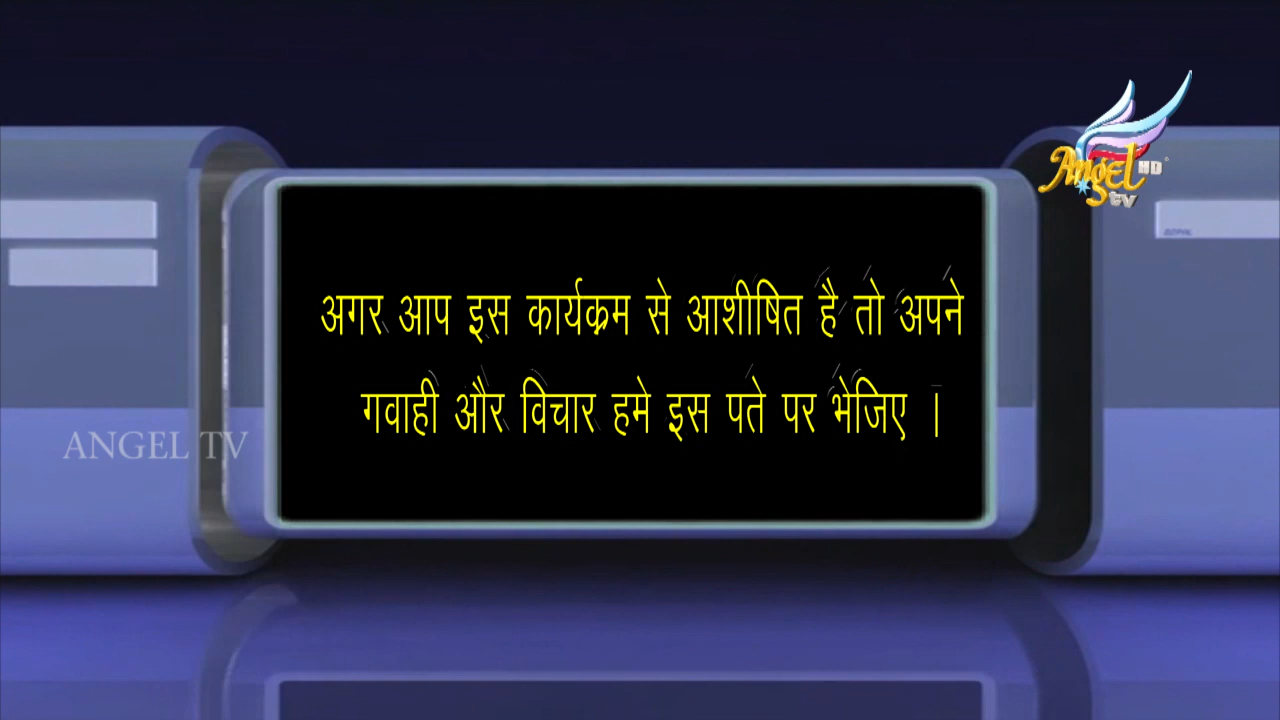 Angel HD
tv
अगर आप इस कार्यक्रम से आशीषित है तो अपने
गवाही और विचार हमे इस पते पर भेजिए ।
ANGEL TV